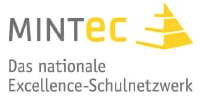 MINTEC
Das nationale
Excellence-Schulnetzwerk